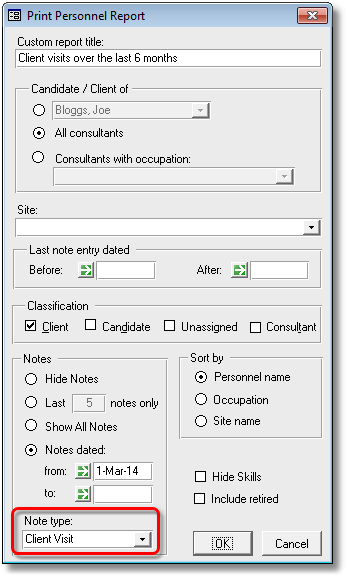 Print Personnel Report
Custom report title:
Client visits over the last 6 months
Candidate / Client of
Bloggs, Joe
All consultants
Consultants with occupation:
Site:
Last note entry dated
Before:
After:
Classification
Client
Candidate
Unassigned
Consultant
Notes
Hide Notes
Last 5 notes only
Show All Notes
Notes dated:
from: 1-Mar-14
to:
Note type:
Client Visit
Sort by
Personnel name
Occupation
Site name
Hide Skills
Include retired
OK
Cancel